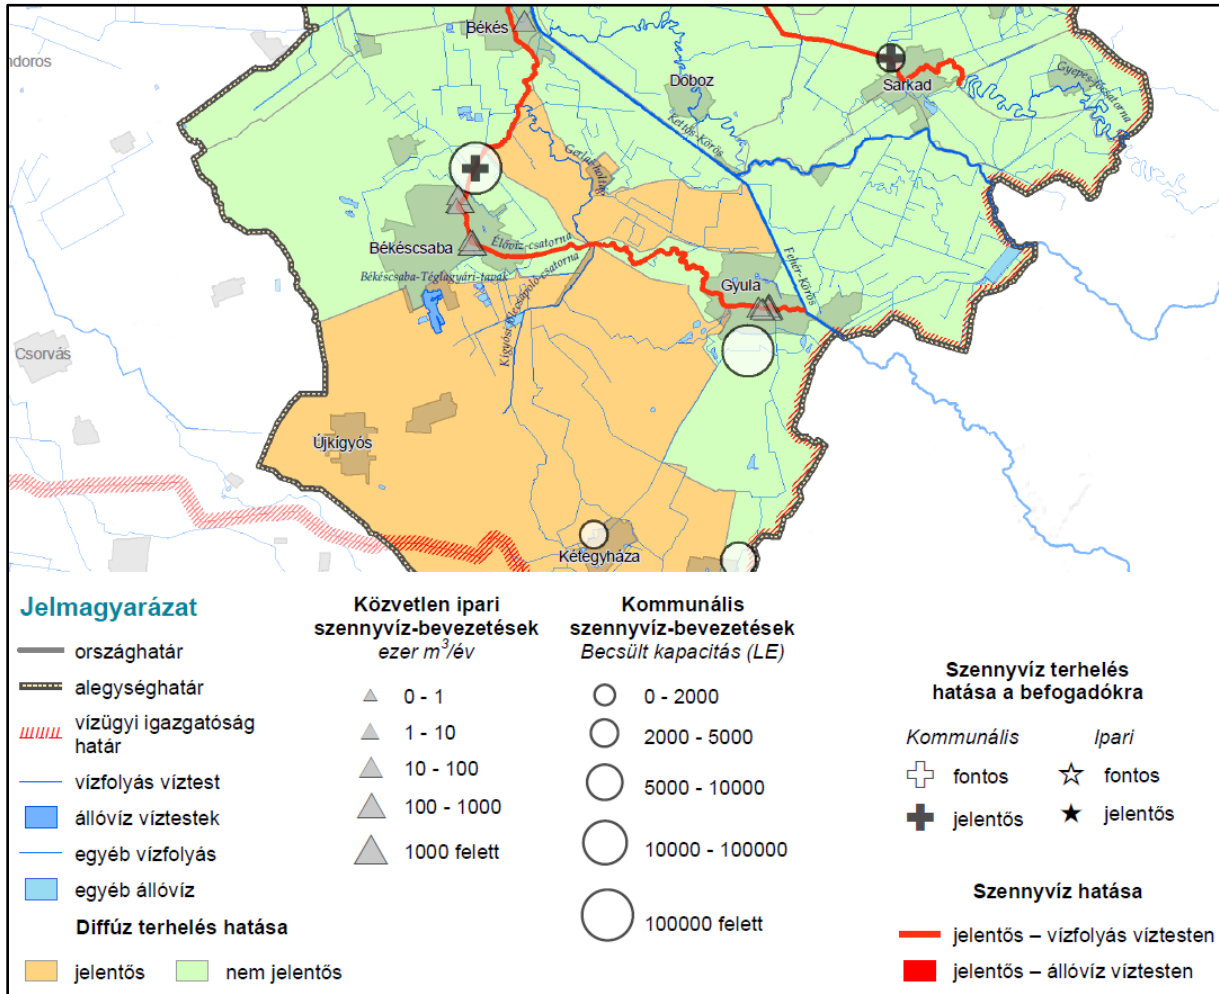 Békés
ndoros
Doboz
Sarkad
Gyepes-főcsatorna
Kettős-Körös
Gerlai-holtág
Békéscsaba
Élővíz-csatorna
Békéscsaba-Téglagyári-tavak
Gyula
Fehér-Körös
Csorvás
Újkígyós
Kétegyháza
Jelmagyarázat
országhatár
alegységhatár
vízügyi igazgatóság
határ
vízfolyás víztest
állóvíz víztestek
egyéb vízfolyás
egyéb állóvíz
Diffúz terhelés hatása
jelentős
nem jelentős
Közvetlen ipari
szennyvíz-bevezetések
ezer m³/év
0 - 1
1 - 10
10 - 100
100 - 1000
1000 felett
Kommunális
szennyvíz-bevezetések
Becsült kapacitás (LE)
0 - 2000
2000 - 5000
5000 - 10000
10000 - 100000
100000 felett
Szennyvíz terhelés
hatása a befogadókra
Kommunális
Ipari
fontos
fontos
jelentős
jelentős
Szennyvíz hatása
jelentős – vízfolyás víztesten
jelentős – állóvíz víztesten